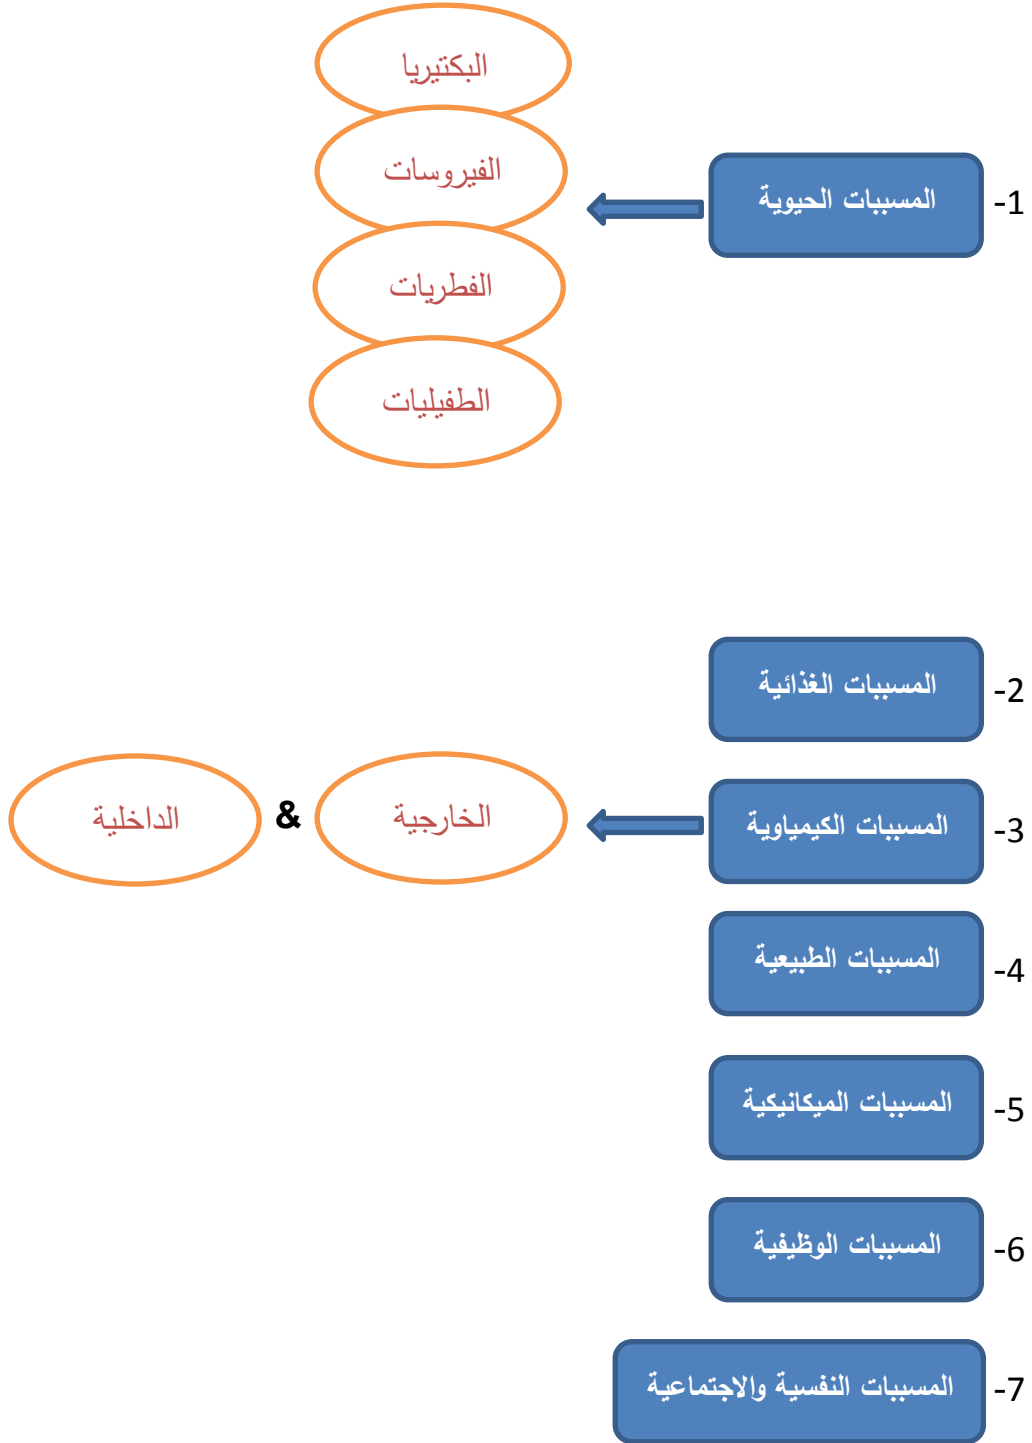 البكتيريا
الفيروسات
1- المسببات الحيوية
الفطريات
الطفيليات
2- المسببات الغذائية
3- المسببات الكيمياوية
الخارجية & الداخلية
4- المسببات الطبيعية
5- المسببات الميكانيكية
6- المسببات الوظيفية
7- المسببات النفسية والاجتماعية